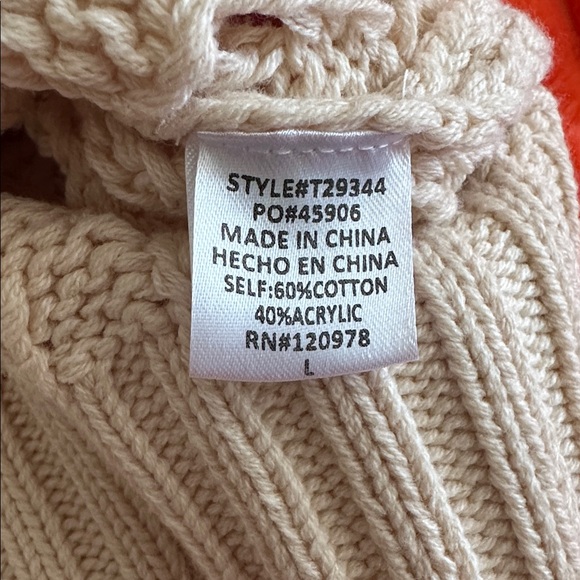 STYLE#T29344
PO#45906
MADE IN CHINA
HECHO EN CHINA
SELF:60%COTTON
40%ACRYLIC
RN#120978
L